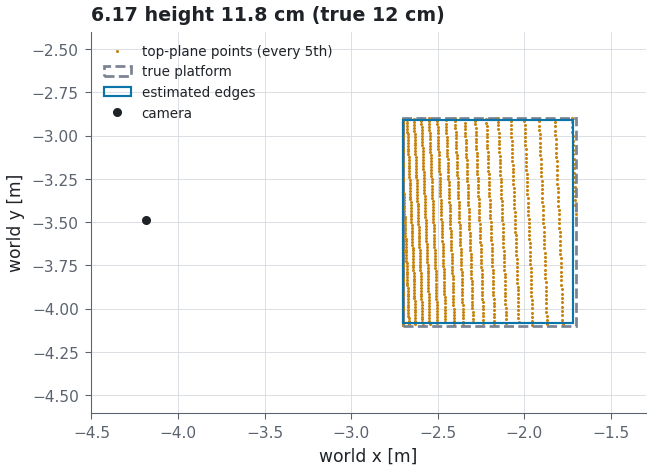 6.17 height 11.8 cm (true 12 cm)
top-plane points (every 5th)
true platform
estimated edges
camera
world y [m]
−2.50
−2.75
−3.00
−3.25
−3.50
−3.75
−4.00
−4.25
−4.50
−4.5
−4.0
−3.5
−3.0
−2.5
−2.0
−1.5
world x [m]